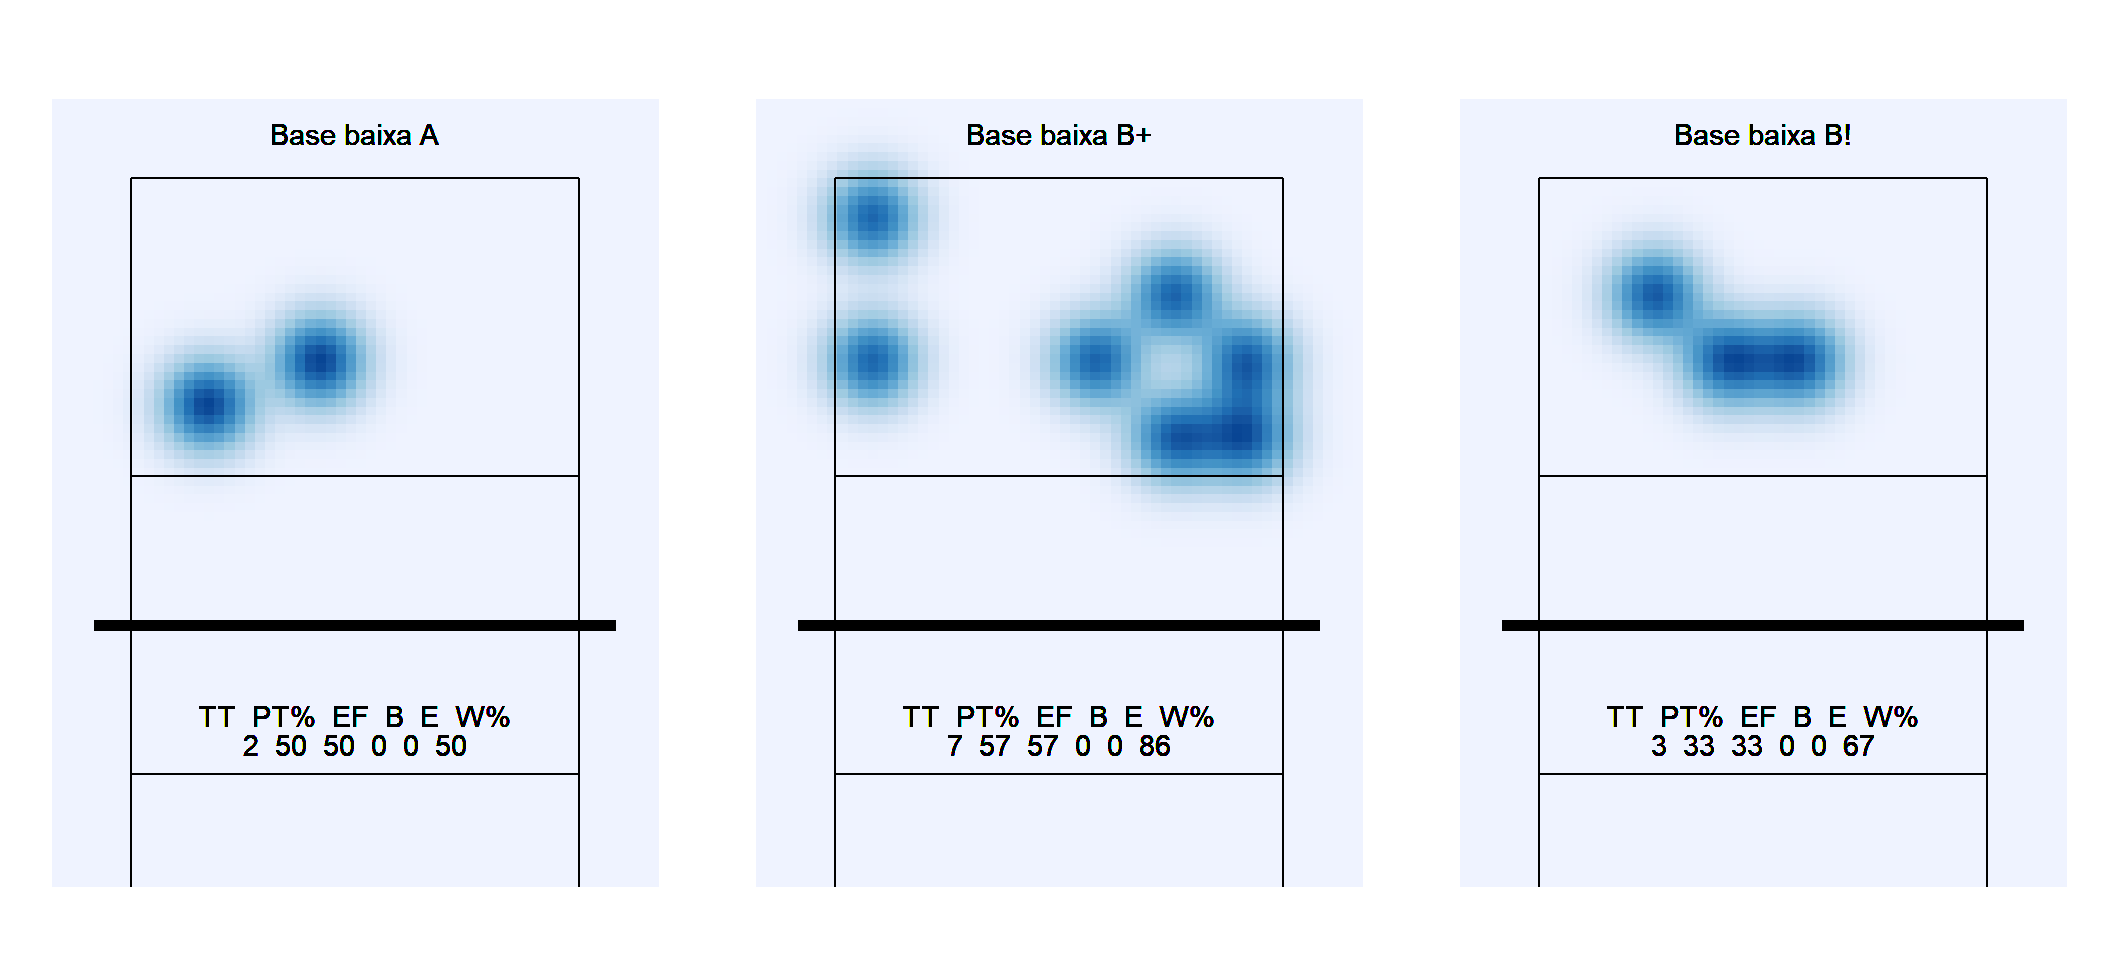 Base baixa A
TT PT% EF B E W%
2 50 50 0 0 50
Base baixa B+
TT PT% EF B E W%
7 57 57 0 0 86
Base baixa B!
TT PT% EF B E W%
3 33 33 0 0 67